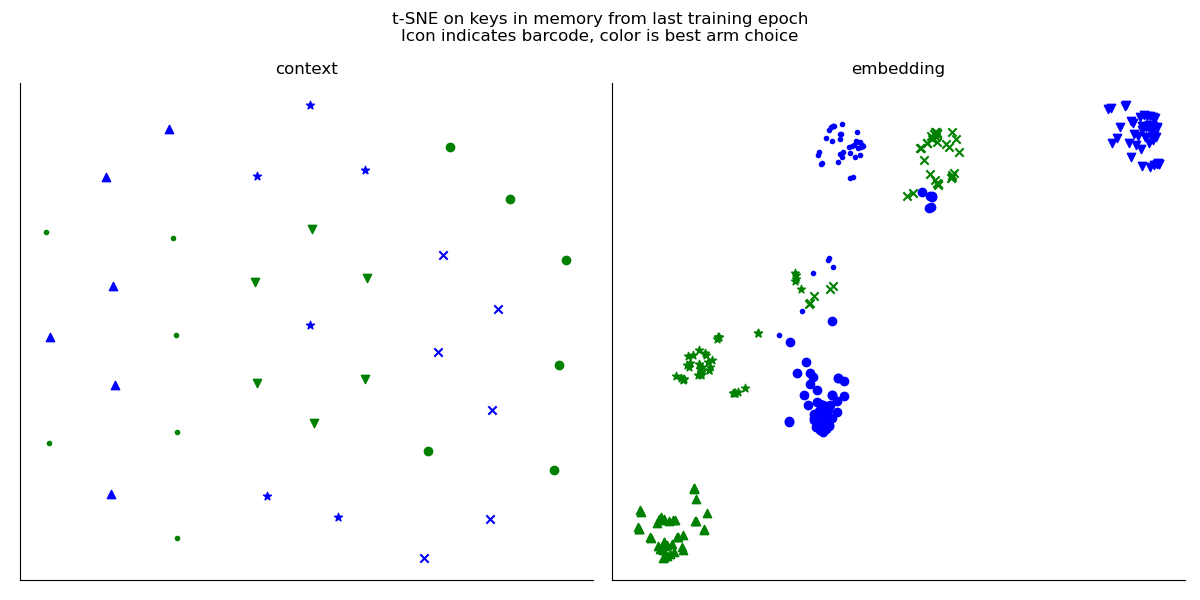 t-SNE on keys in memory from last training epoch
Icon indicates barcode, color is best arm choice
context
embedding